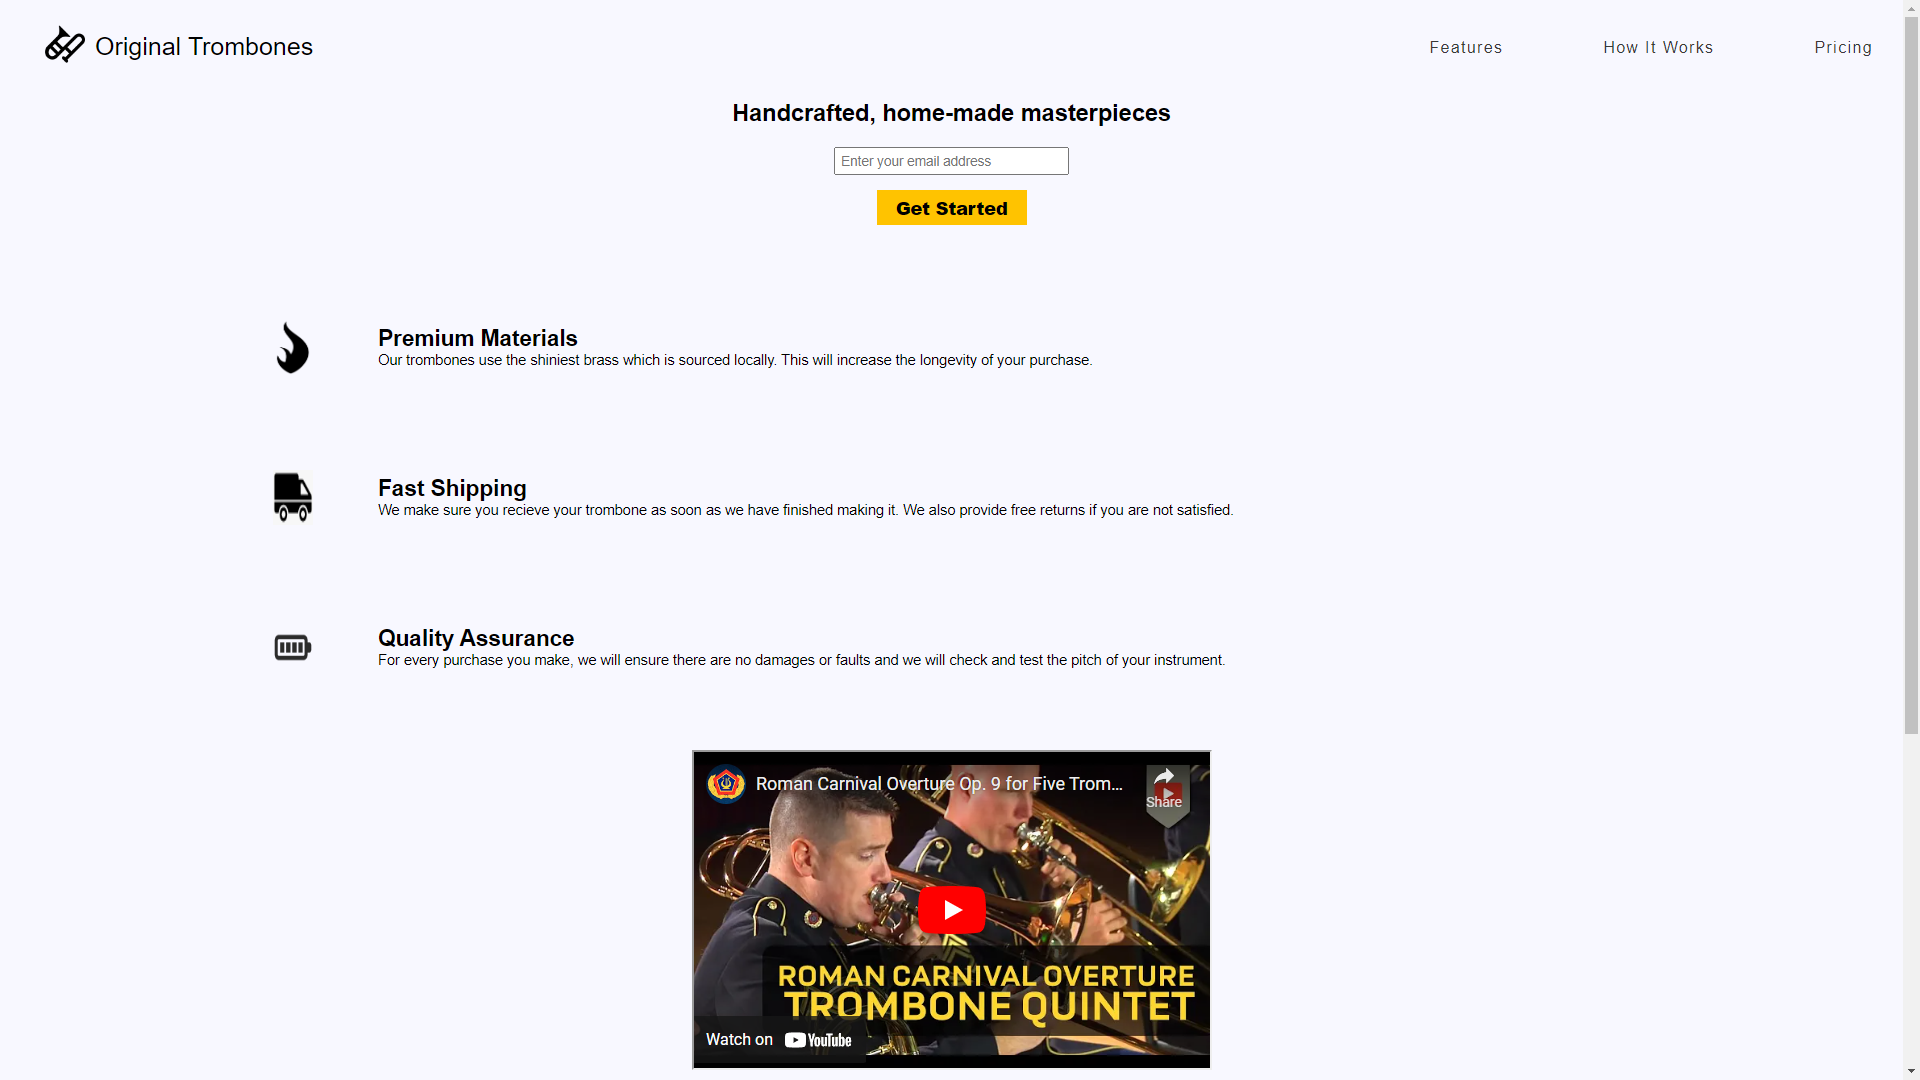 Original Trombones
Features
How It Works
Pricing
Handcrafted, home-made masterpieces
Enter your email address
Get Started
Premium Materials
Our trombones use the shiniest brass which is sourced locally. This will increase the longevity of your purchase.
Fast Shipping
We make sure you recieve your trombone as soon as we have finished making it. We also provide free returns if you are not satisfied.
Quality Assurance
For every purchase you make, we will ensure there are no damages or faults and we will check and test the pitch of your instrument.
Roman Carnival Overture Op. 9 for Five Trom...
Share
ROMAN CARNIVAL OVERTURE
TROMBONE QUINTET
Watch on YouTube